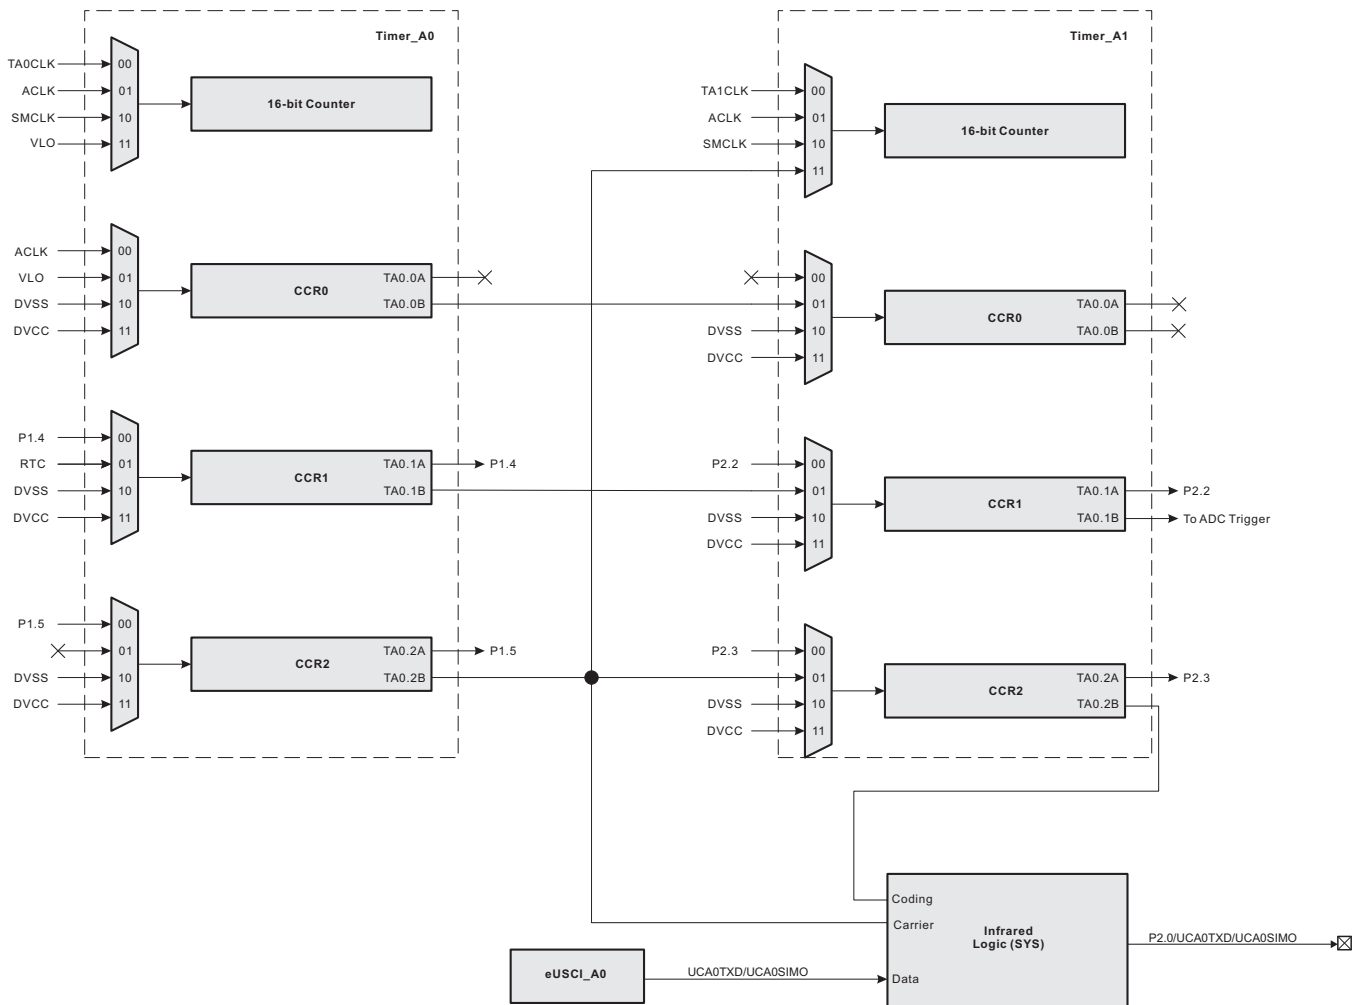 Timer_A0
TA0CLK
ACLK
SMCLK
VLO
00
01
10
11
16-bit Counter
ACLK
VLO
DVSS
DVCC
00
01
10
11
CCR0
TA0.0A
TA0.0B
P1.4
RTC
DVSS
DVCC
00
01
10
11
CCR1
TA0.1A
TA0.1B
P1.4
P1.5
DVSS
DVCC
00
01
10
11
CCR2
TA0.2A
TA0.2B
P1.5
Timer_A1
TA1CLK
ACLK
SMCLK
00
01
10
11
16-bit Counter
DVSS
DVCC
00
01
10
11
CCR0
TA0.0A
TA0.0B
P2.2
DVSS
DVCC
00
01
10
11
CCR1
TA0.1A
TA0.1B
P2.2
To ADC Trigger
P2.3
DVSS
DVCC
00
01
10
11
CCR2
TA0.2A
TA0.2B
P2.3
Coding
Carrier
Data
Infrared
Logic (SYS)
eUSCI_A0
UCA0TXD/UCA0SIMO
P2.0/UCA0TXD/UCA0SIMO